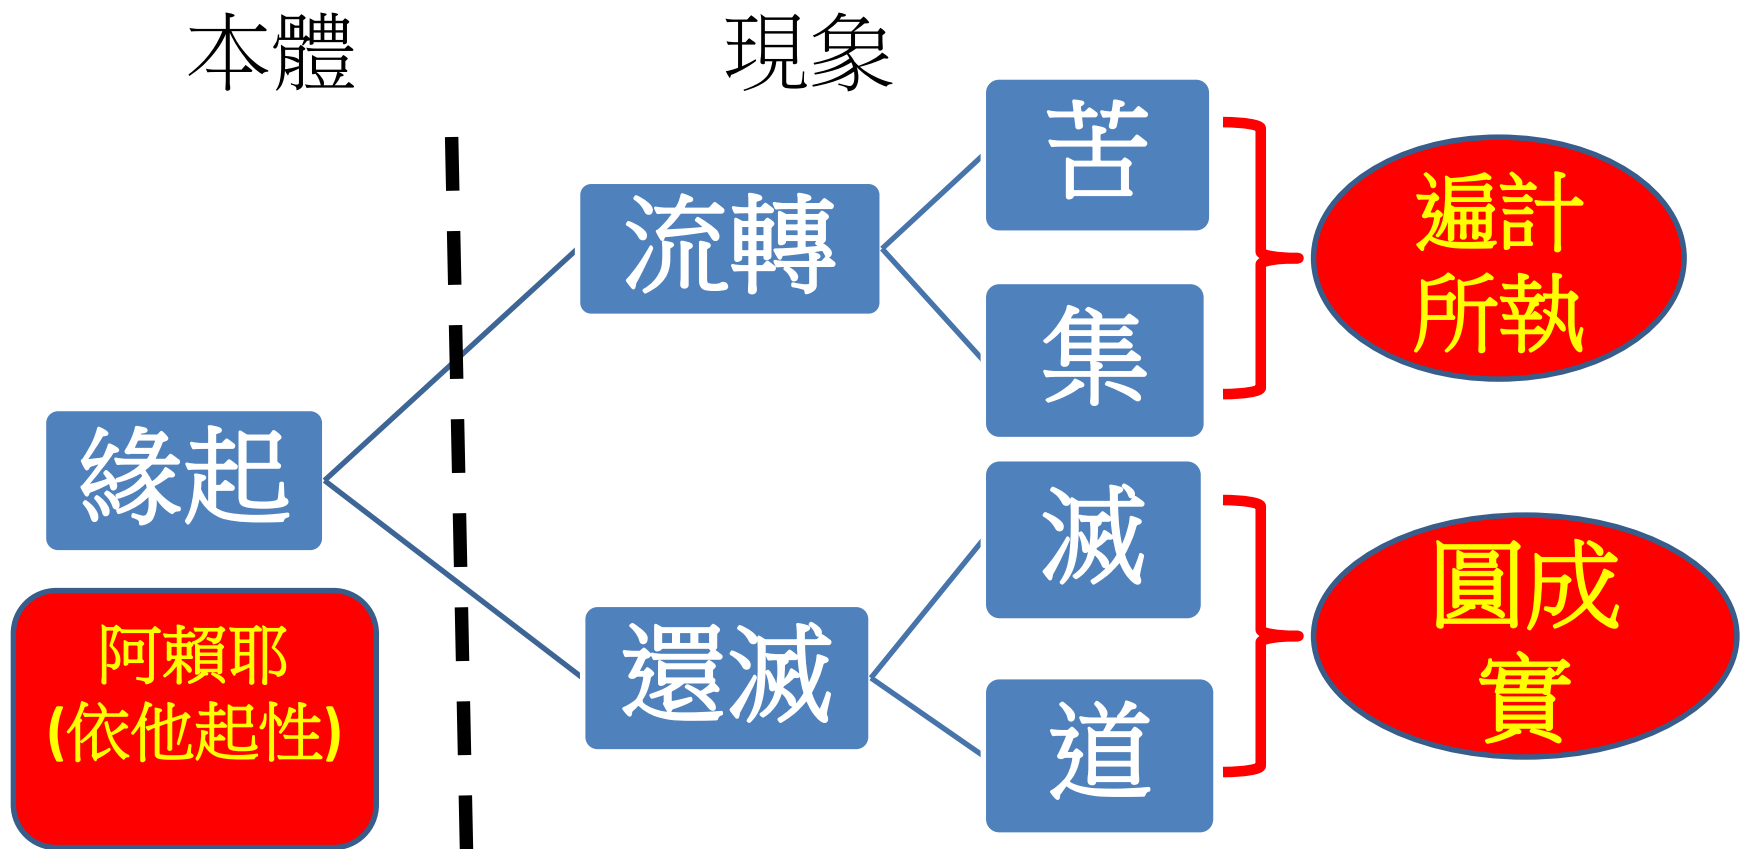 本體
現象
緣起
阿賴耶
(依他起性)
流轉
還滅
苦
集
滅
道
遍計
所執
圓成
實